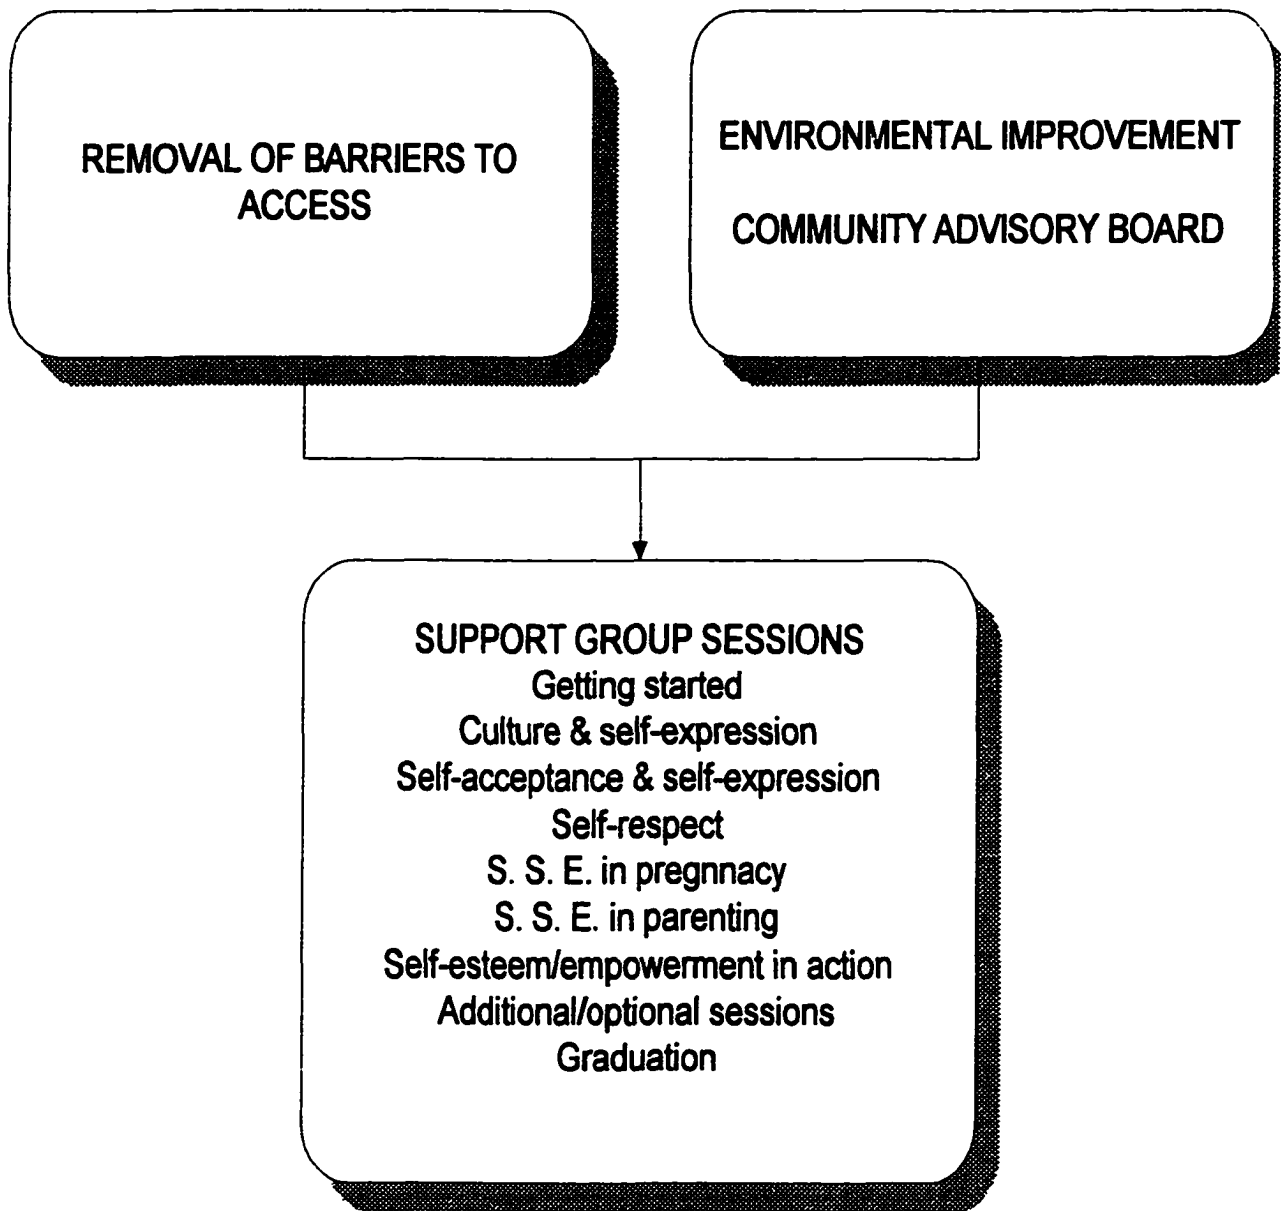 REMOVAL OF BARRIERS TO
ACCESS
ENVIRONMENTAL IMPROVEMENT
COMMUNITY ADVISORY BOARD
SUPPORT GROUP SESSIONS
Getting started
Culture & self-expression
Self-acceptance & self-expression
Self-respect
S. S. E. in pregnnacy
S. S. E. in parenting
Self-esteem/empowerment in action
Additional/optional sessions
Graduation